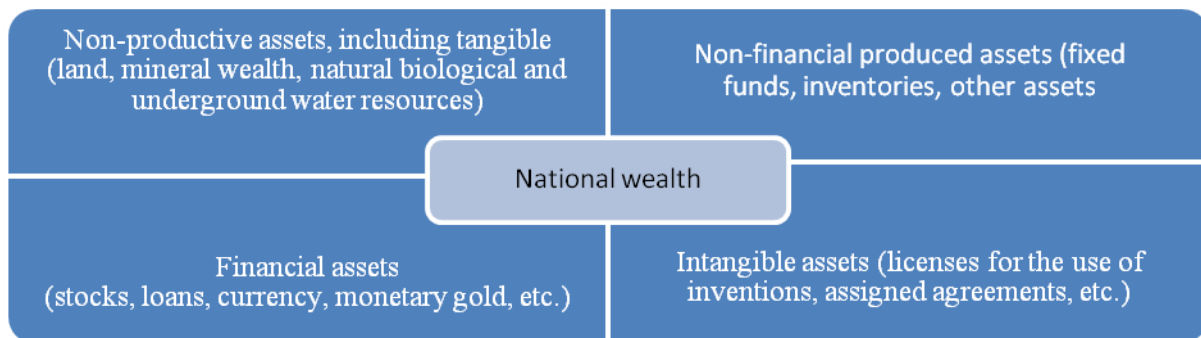 Non-productive assets, including tangible
(land, mineral wealth, natural biological and
underground water resources)
Non-financial produced assets (fixed
funds, inventories, other assets
National wealth
Financial assets
(stocks, loans, currency, monetary gold, etc.)
Intangible assets (licenses for the use of
inventions, assigned agreements, etc.)